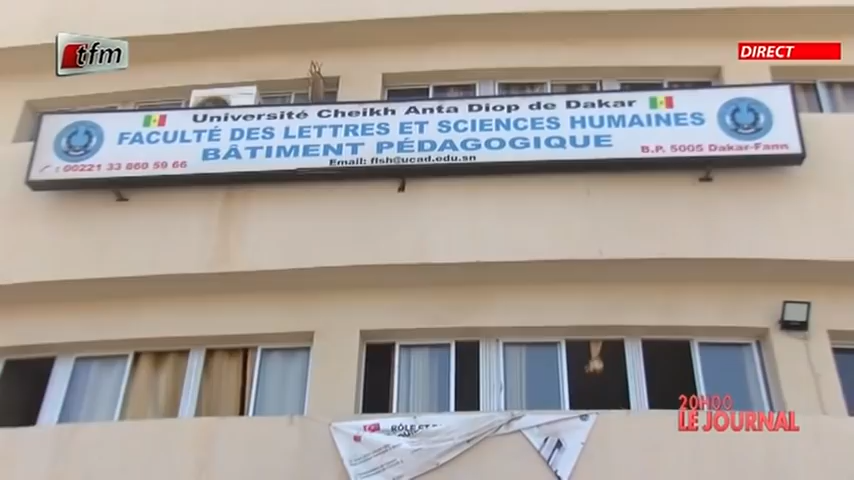 tfm
DIRECT
Université Cheikh Anta Diop de Dakar
FACULTÉ DES LETTRES ET SCIENCES HUMAINES
BÂTIMENT PÉDAGOGIQUE
00221 33 860 59 66
Email: flsh@ucad.edu.sn
B.P. 5005 Dakar-Fann
RÔLE ET
20H00
LE JOURNAL